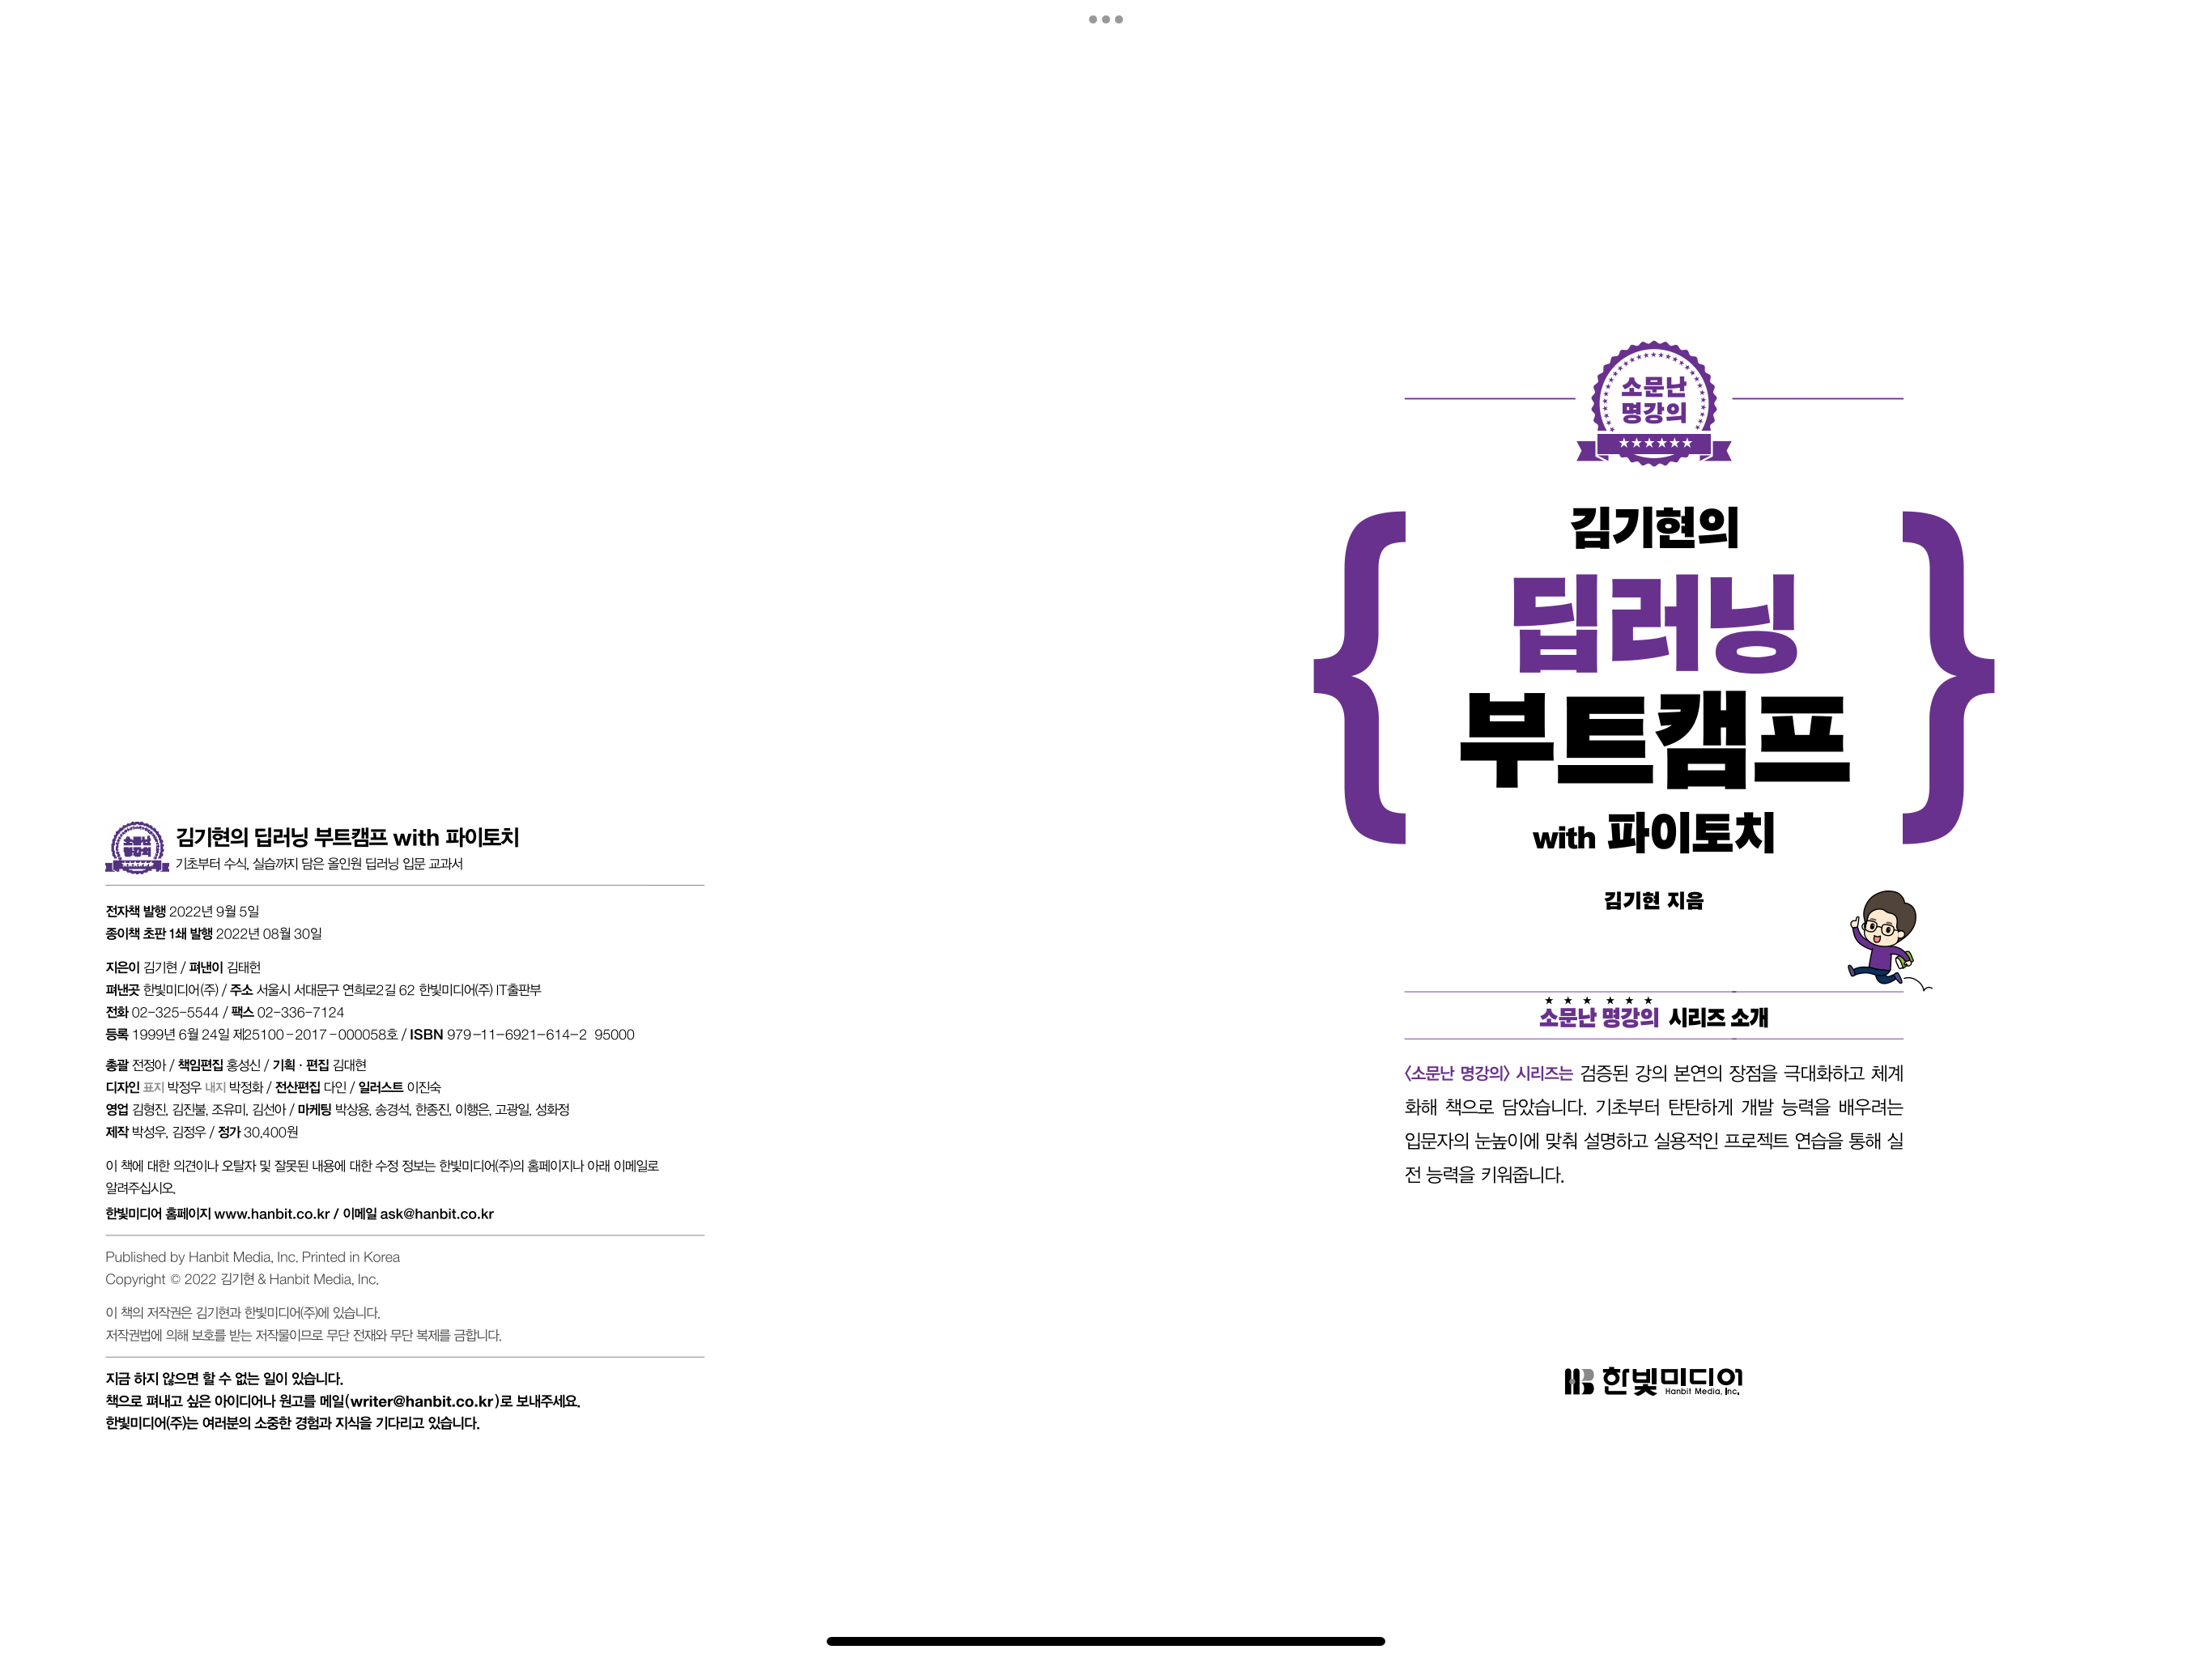 소문난
명강의
김기현의 딥러닝 부트캠프 with 파이토치
기초부터 수식, 실습까지 담은 올인원 딥러닝 입문 교과서
전자책 발행 2022년 9월 5일
종이책 초판 1쇄 발행 2022년 08월 30일
지은이 김기현 / 펴낸이 김태헌
펴낸곳 한빛미디어(주) / 주소 서울시 서대문구 연희로2길 62 한빛미디어(주) IT출판부
전화 02-325-5544 / 팩스 02-336-7124
등록 1999년 6월 24일 제25100-2017-000058호 / ISBN 979-11-6921-614-2 95000
총괄 전정아 / 책임편집 홍성신 / 기획 · 편집 김대현
디자인 표지 박정우 내지 박정화 / 전산편집 다인 / 일러스트 이진숙
영업 김형진, 김진불, 조유미, 김선아 / 마케팅 박상용, 송경석, 한종진, 이행은, 고광일, 성화정
제작 박성우, 김정우 / 정가 30,400원
이 책에 대한 의견이나 오탈자 및 잘못된 내용에 대한 수정 정보는 한빛미디어(주)의 홈페이지나 아래 이메일로
알려주십시오.
한빛미디어 홈페이지 www.hanbit.co.kr / 이메일 ask@hanbit.co.kr
Published by Hanbit Media, Inc. Printed in Korea
Copyright © 2022 김기현 & Hanbit Media, Inc.
이 책의 저작권은 김기현과 한빛미디어(주)에 있습니다.
저작권법에 의해 보호를 받는 저작물이므로 무단 전재와 무단 복제를 금합니다.
지금 하지 않으면 할 수 없는 일이 있습니다.
책으로 펴내고 싶은 아이디어나 원고를 메일(writer@hanbit.co.kr)로 보내주세요.
한빛미디어(주)는 여러분의 소중한 경험과 지식을 기다리고 있습니다.
소문난
명강의
김기현의
딥러닝
부트캠프
with 파이토치
김기현 지음
소문난 명강의 시리즈 소개
〈소문난 명강의〉 시리즈는 검증된 강의 본연의 장점을 극대화하고 체계
화해 책으로 담았습니다. 기초부터 탄탄하게 개발 능력을 배우려는
입문자의 눈높이에 맞춰 설명하고 실용적인 프로젝트 연습을 통해 실
전 능력을 키워줍니다.
한빛미디어
Hanbit Media, Inc.